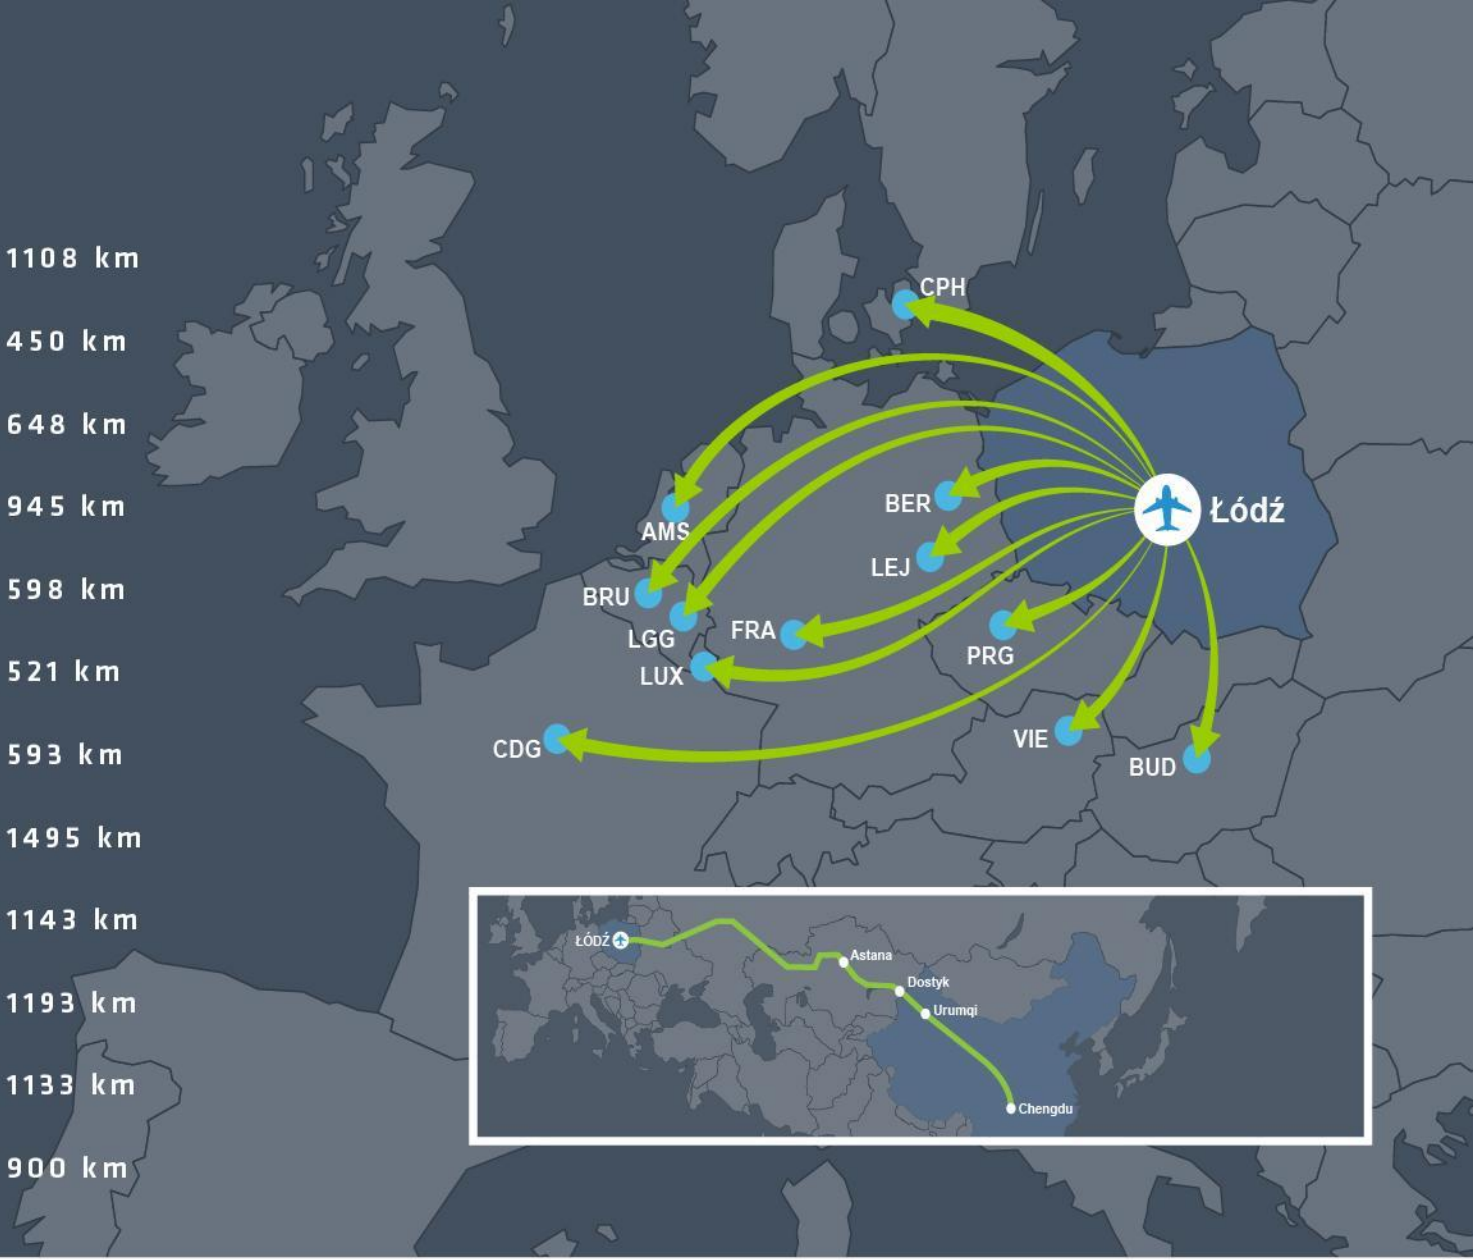 1108 km
CPH
450 km
648 km
BER
945 km
Łódź
AMS
LEJ
598 km
BRU
FRA
LGG
PRG
521 km
LUX
VIE
593 km
CDG
BUD
1495 km
1143 km
ŁÓDŹ
Astana
Dostyk
1193 km
Urumqi
1133 km
Chengdu
900 km